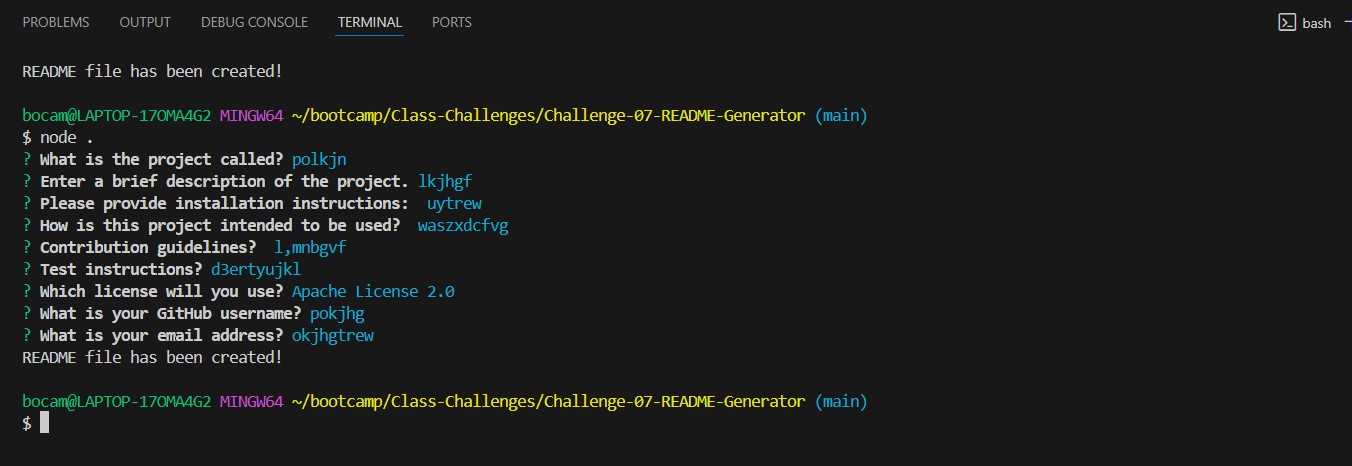 PROBLEMS OUTPUT DEBUG CONSOLE TERMINAL PORTS bash
README file has been created!
bocam@LAPTOP-17OMA4G2 MINGW64 ~/bootcamp/Class-Challenges/Challenge-07-README-Generator (main)
$ node .
? What is the project called? polkjn
? Enter a brief description of the project. lkjhgf
? Please provide installation instructions:  uytrew
? How is this project intended to be used?  waszxdcfvg
? Contribution guidelines?  l,mnbgvf
? Test instructions? d3ertyujkl
? Which license will you use? Apache License 2.0
? What is your GitHub username? pokjhg
? What is your email address? okjhgtrew
README file has been created!
bocam@LAPTOP-17OMA4G2 MINGW64 ~/bootcamp/Class-Challenges/Challenge-07-README-Generator (main)
$